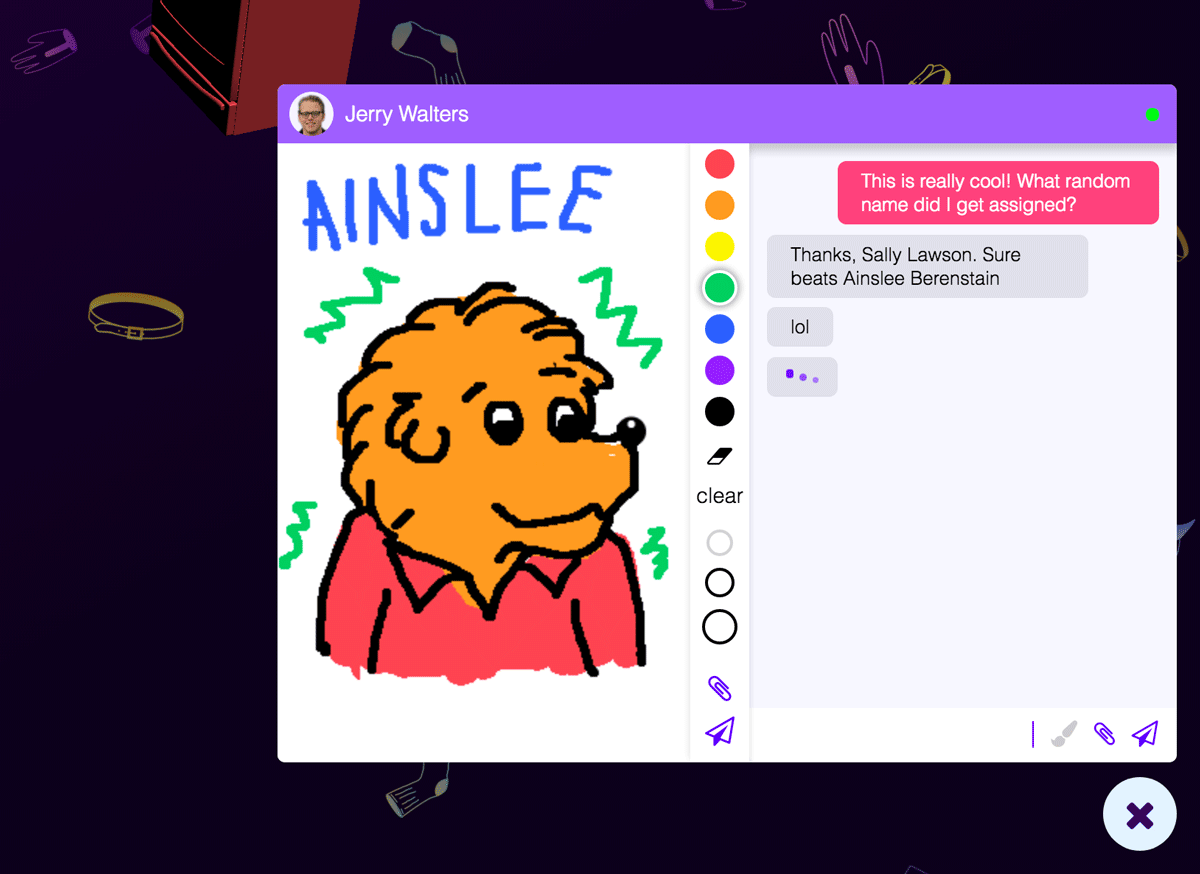 Jerry Walters
AINSLEE
This is really cool! What random
name did I get assigned?
Thanks, Sally Lawson. Sure
beats Ainslee Berenstain
lol
clear